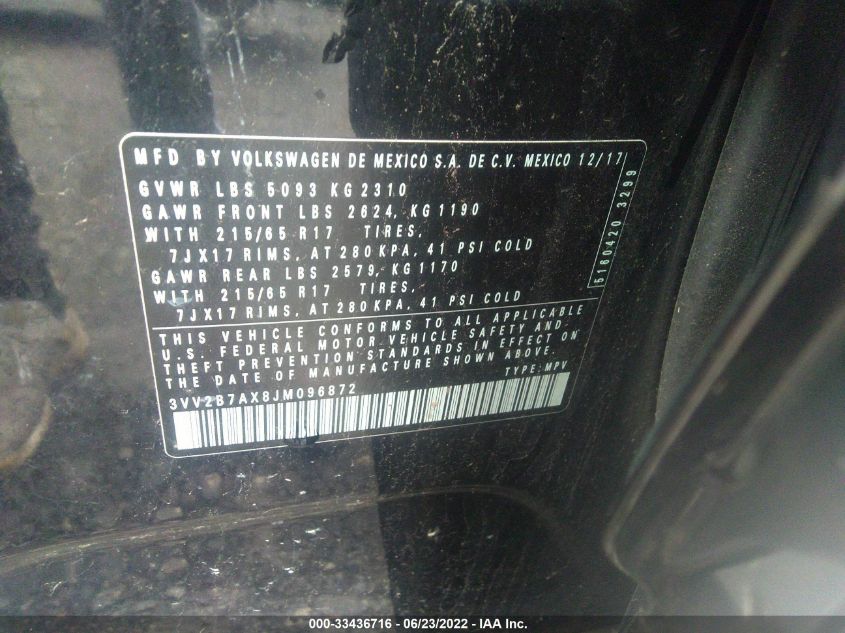 MFD BY VOLKSWAGEN DE MEXICO S.A. DE C.V. MEXICO 12/17
GVWR LBS 5093 KG 2310
GAWR FRONT LBS 2624, KG 1190
WITH 215/65 R17 TIRES,
7JX17 RIMS, AT 280 KPA, 41 PSI COLD
GAWR REAR LBS 2579, KG 1170
WITH 215/65 R17 TIRES,
7JX17 RIMS, AT 280 KPA, 41 PSI COLD
5160420 3299
THIS VEHICLE CONFORMS TO ALL APPLICABLE
U.S. FEDERAL MOTOR VEHICLE SAFETY AND
THEFT PREVENTION STANDARDS IN EFFECT ON
THE DATE OF MANUFACTURE SHOWN ABOVE.
TYPE: MPV
3VV2B7AX8JM096872
000-33436716 - 06/23/2022 - IAA Inc.